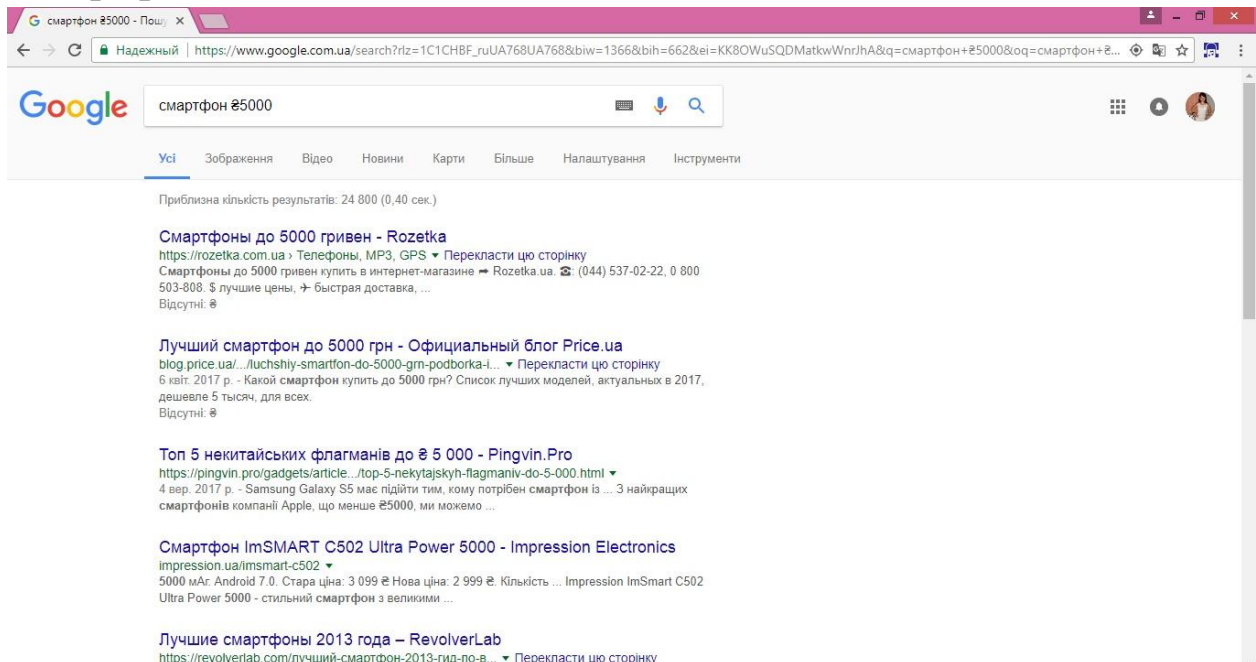 смартфон ₴5000 - Пошу
Надежный https://www.google.com.ua/search?rlz=1C1CHBF_ruUA768UA768&biw=1366&bih=662&ei=KK8OWuSQDMatkwWnrJhA&q=смартфон+₴5000&oq=смартфон+₴...
Google смартфон ₴5000
Усі Зображення Відео Новини Карти Більше Налаштування Інструменти
Приблизна кількість результатів: 24 800 (0,40 сек.)
Смартфоны до 5000 гривен - Rozetka
https://rozetka.com.ua › Телефоны, MP3, GPS ▼ Перекласти цю сторінку
Смартфоны до 5000 гривен купить в интернет-магазине ➦ Rozetka.ua. ☎: (044) 537-02-22, 0 800
503-808. $ лучшие цены, ✈ быстрая доставка, ...
Відсутні: ₴
Лучший смартфон до 5000 грн - Официальный блог Price.ua
blog.price.ua/.../luchshiy-smartfon-do-5000-grn-podborka-i... ▼ Перекласти цю сторінку
6 квіт. 2017 р. - Какой смартфон купить до 5000 грн? Список лучших моделей, актуальных в 2017,
дешевле 5 тысяч, для всех.
Відсутні: ₴
Топ 5 некитайських флагманів до ₴ 5 000 - Pingvin.Pro
https://pingvin.pro/gadgets/article.../top-5-nekytajskyh-flagmaniv-do-5-000.html ▼
4 вер. 2017 р. - Samsung Galaxy S5 має підійти тим, кому потрібен смартфон із ... З найкращих
смартфонів компанії Apple, що менше ₴5000, ми можемо ...
Смартфон ImSMART C502 Ultra Power 5000 - Impression Electronics
impression.ua/imsmart-c502 ▼
5000 мАг. Android 7.0. Стара ціна: 3 099 ₴ Нова ціна: 2 999 ₴. Кількість ... Impression ImSmart C502
Ultra Power 5000 - стильний смартфон з великими ...
Лучшие смартфоны 2013 года – RevolverLab
https://revolverlab.com/лучший-смартфон-2013-гид-по-в... ▼ Перекласти цю сторінку